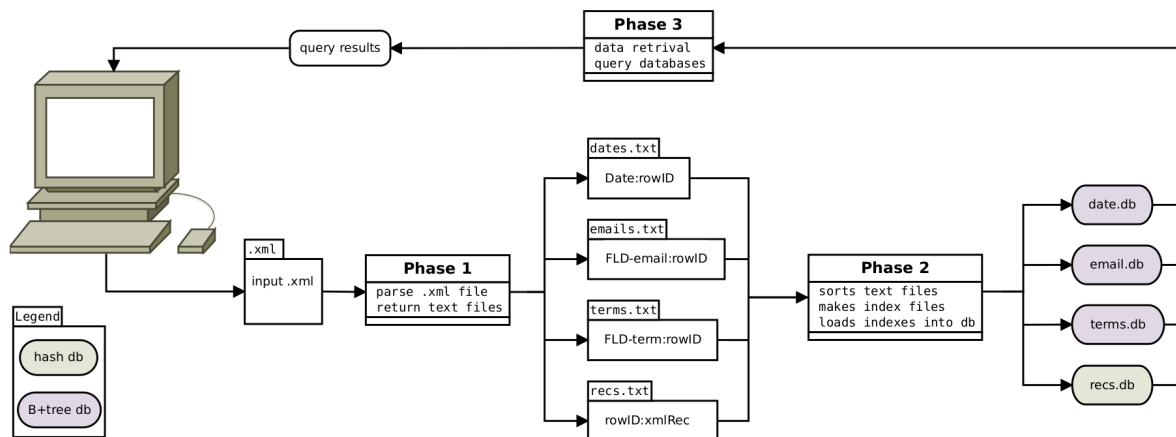 query results
Phase 3
data retrival
query databases
dates.txt
Date:rowID
emails.txt
FLD-email:rowID
terms.txt
FLD-term:rowID
recs.txt
rowID:xmlRec
.xml
input .xml
Phase 1
parse .xml file
return text files
Phase 2
sorts text files
makes index files
loads indexes into db
date.db
email.db
terms.db
recs.db
Legend
hash db
B+tree db